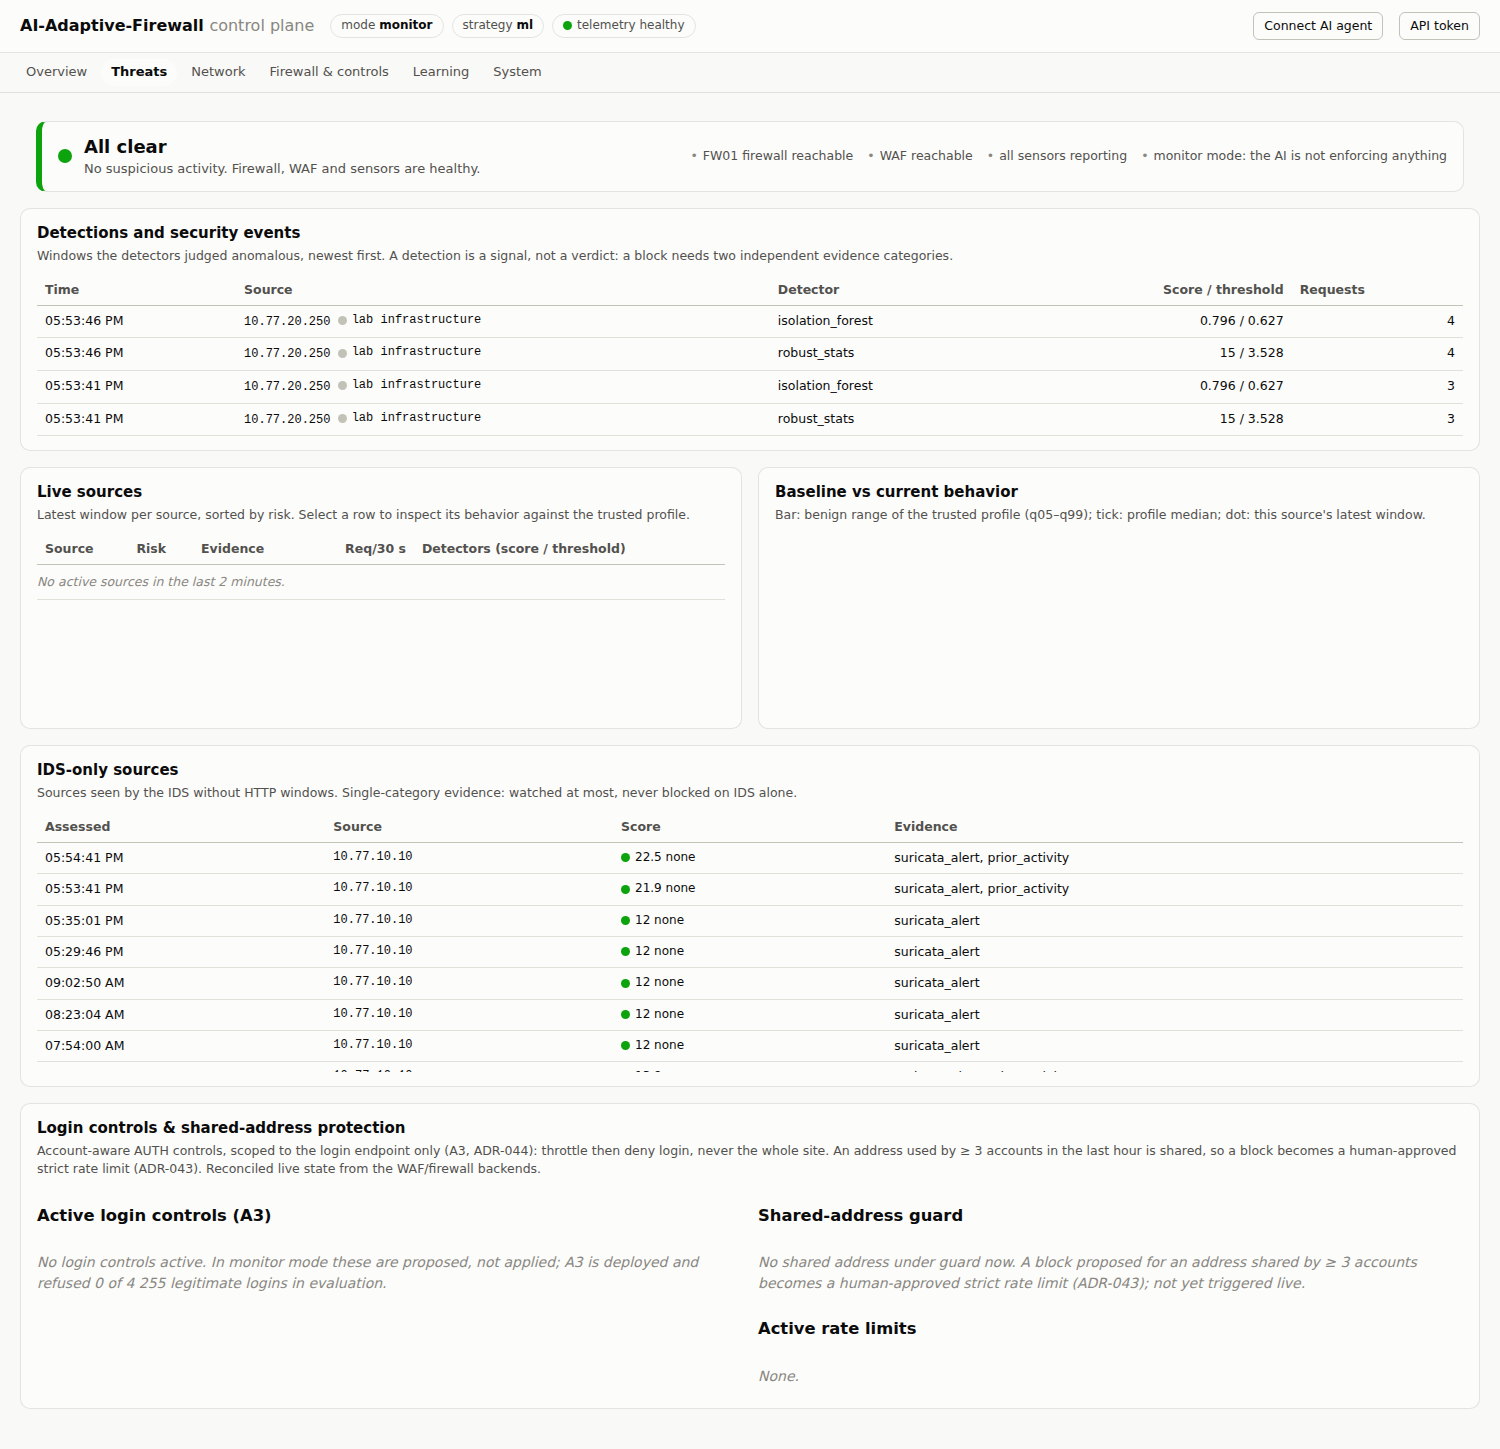 AI-Adaptive-Firewall control plane
mode monitor
strategy ml
telemetry healthy
Connect AI agent
API token
Overview
Threats
Network
Firewall & controls
Learning
System
All clear
No suspicious activity. Firewall, WAF and sensors are healthy.
• FW01 firewall reachable • WAF reachable • all sensors reporting • monitor mode: the AI is not enforcing anything
Detections and security events
Windows the detectors judged anomalous, newest first. A detection is a signal, not a verdict: a block needs two independent evidence categories.
Time Source Detector Score / threshold Requests
05:53:46 PM 10.77.20.250 lab infrastructure isolation_forest 0.796 / 0.627 4
05:53:46 PM 10.77.20.250 lab infrastructure robust_stats 15 / 3.528 4
05:53:41 PM 10.77.20.250 lab infrastructure isolation_forest 0.796 / 0.627 3
05:53:41 PM 10.77.20.250 lab infrastructure robust_stats 15 / 3.528 3
Live sources
Latest window per source, sorted by risk. Select a row to inspect its behavior against the trusted profile.
Source Risk Evidence Req/30 s Detectors (score / threshold)
No active sources in the last 2 minutes.
Baseline vs current behavior
Bar: benign range of the trusted profile (q05–q99); tick: profile median; dot: this source's latest window.
IDS-only sources
Sources seen by the IDS without HTTP windows. Single-category evidence: watched at most, never blocked on IDS alone.
Assessed Source Score Evidence
05:54:41 PM 10.77.10.10 22.5 none suricata_alert, prior_activity
05:53:41 PM 10.77.10.10 21.9 none suricata_alert, prior_activity
05:35:01 PM 10.77.10.10 12 none suricata_alert
05:29:46 PM 10.77.10.10 12 none suricata_alert
09:02:50 AM 10.77.10.10 12 none suricata_alert
08:23:04 AM 10.77.10.10 12 none suricata_alert
07:54:00 AM 10.77.10.10 12 none suricata_alert
Login controls & shared-address protection
Account-aware AUTH controls, scoped to the login endpoint only (A3, ADR-044): throttle then deny login, never the whole site. An address used by ≥ 3 accounts in the last hour is shared, so a block becomes a human-approved
strict rate limit (ADR-043). Reconciled live state from the WAF/firewall backends.
Active login controls (A3)
No login controls active. In monitor mode these are proposed, not applied; A3 is deployed and
refused 0 of 4 255 legitimate logins in evaluation.
Shared-address guard
No shared address under guard now. A block proposed for an address shared by ≥ 3 accounts
becomes a human-approved strict rate limit (ADR-043); not yet triggered live.
Active rate limits
None.